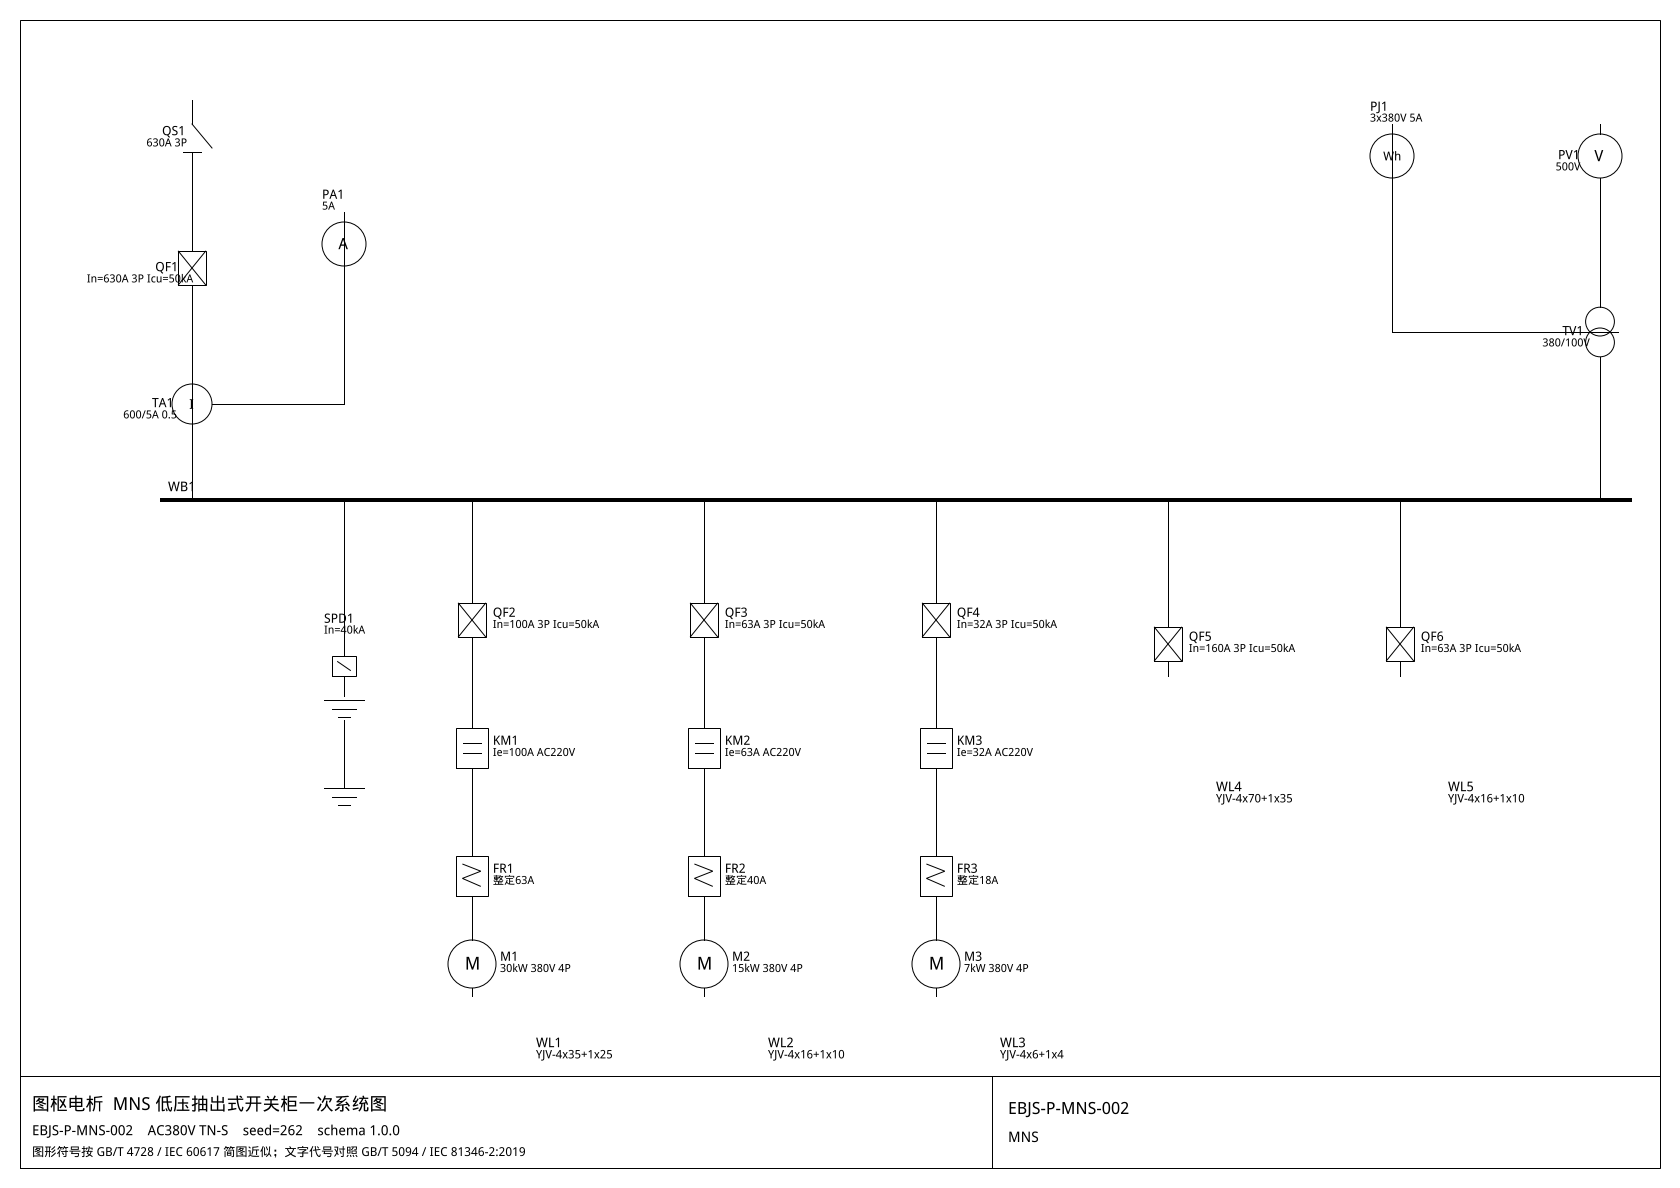 QS1
630A 3P
PJ1
3x380V 5A
Wh
PV1
500V
V
PA1
5A
A
QF1
In=630A 3P Icu=50kA
TV1
380/100V
TA1
600/5A 0.5
I
WB1
SPD1
In=40kA
QF2
In=100A 3P Icu=50kA
QF3
In=63A 3P Icu=50kA
QF4
In=32A 3P Icu=50kA
QF5
In=160A 3P Icu=50kA
QF6
In=63A 3P Icu=50kA
KM1
Ie=100A AC220V
KM2
Ie=63A AC220V
KM3
Ie=32A AC220V
WL4
YJV-4x70+1x35
WL5
YJV-4x16+1x10
FR1
整定63A
FR2
整定40A
FR3
整定18A
M
M1
30kW 380V 4P
M
M2
15kW 380V 4P
M
M3
7kW 380V 4P
WL1
YJV-4x35+1x25
WL2
YJV-4x16+1x10
WL3
YJV-4x6+1x4
图枢电析 MNS 低压抽出式开关柜一次系统图
EBJS-P-MNS-002 AC380V TN-S seed=262 schema 1.0.0
图形符号按 GB/T 4728 / IEC 60617 简图近似；文字代号对照 GB/T 5094 / IEC 81346-2:2019
EBJS-P-MNS-002
MNS